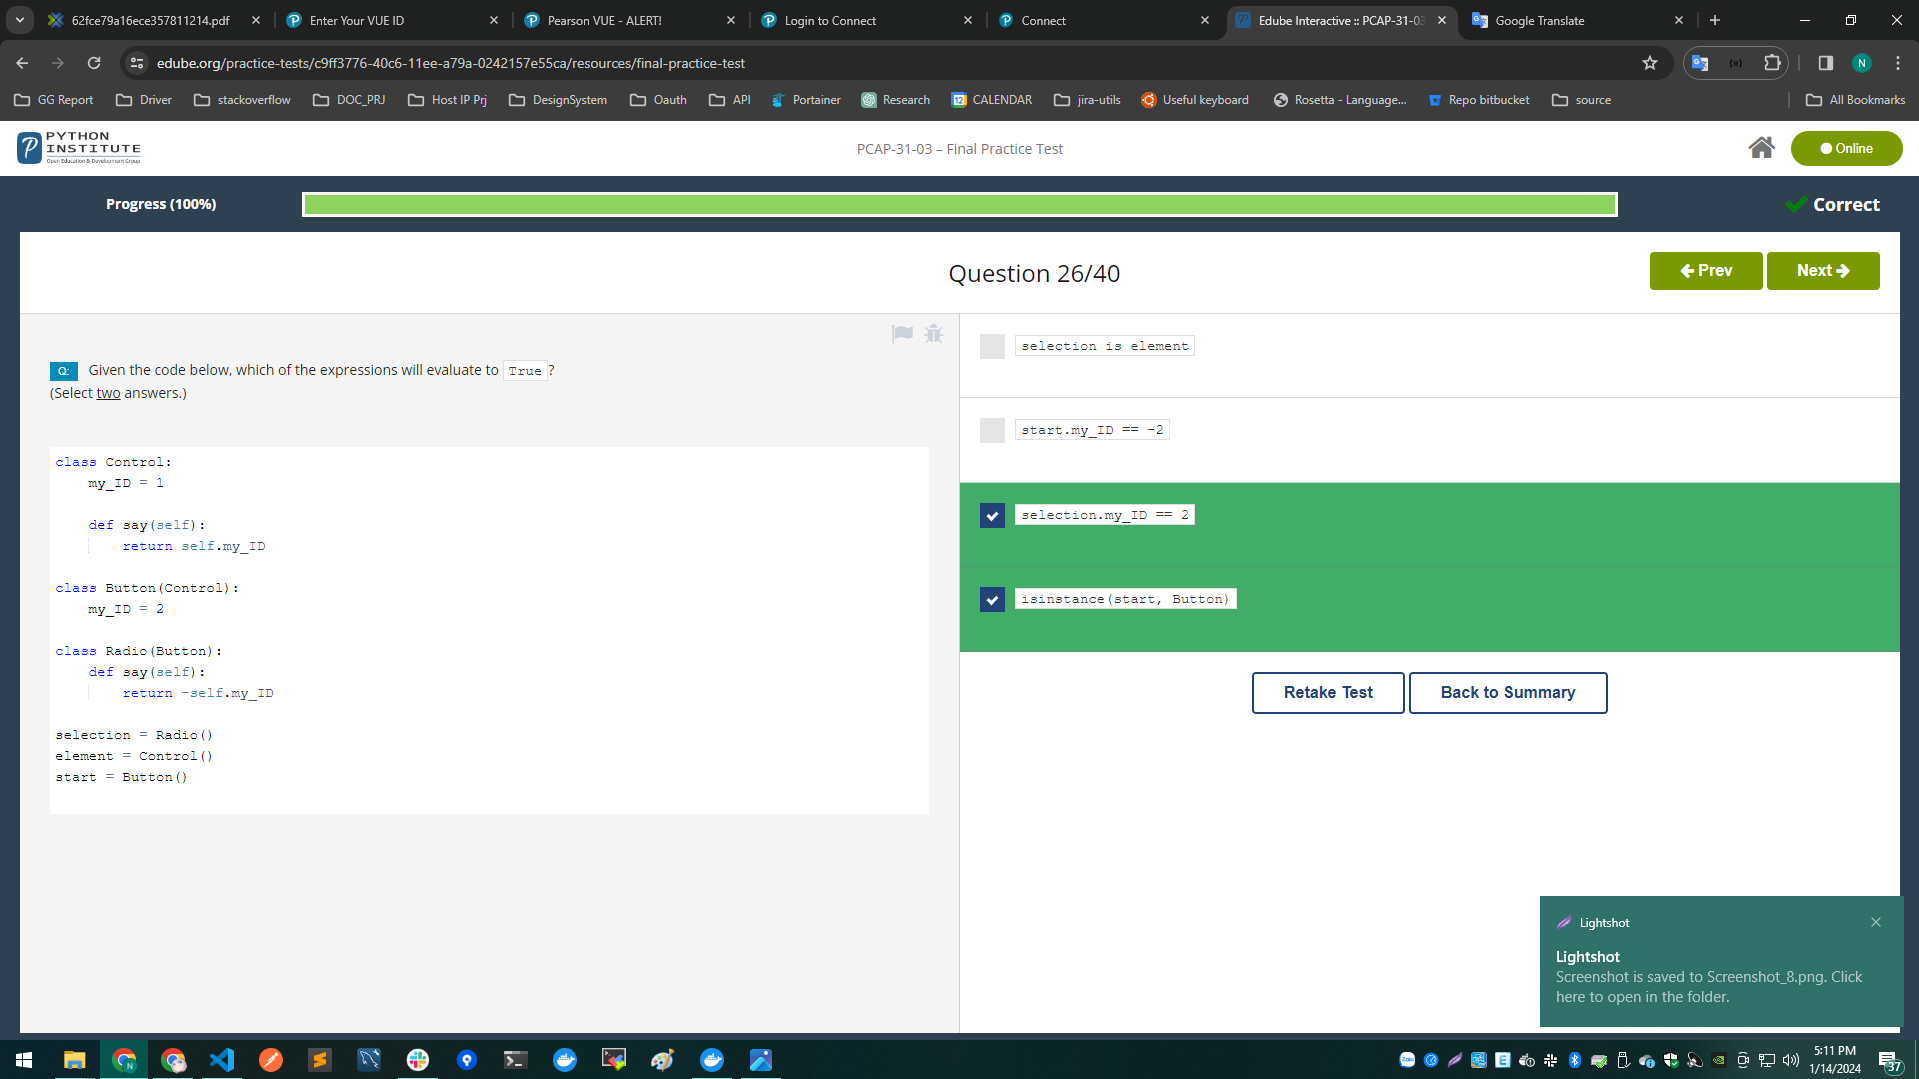 62fce79a16ece357811214.pdf
Enter Your VUE ID
Pearson VUE - ALERT!
Login to Connect
Connect
Edube Interactive :: PCAP-31-03
Google Translate
edube.org/practice-tests/c9ff3776-40c6-11ee-a79a-0242157e55ca/resources/final-practice-test
N
GG Report
Driver
stackoverflow
DOC_PRJ
Host IP Prj
DesignSystem
Oauth
API
Portainer
Research
CALENDAR
jira-utils
Useful keyboard
Rosetta - Language...
Repo bitbucket
source
All Bookmarks
PYTHON
INSTITUTE
Open Education & Development Group
PCAP-31-03 – Final Practice Test
Online
Progress (100%)
Correct
Question 26/40
Prev
Next
Q: Given the code below, which of the expressions will evaluate to True ?
(Select two answers.)
class Control:
    my_ID = 1
    def say(self):
        return self.my_ID
class Button(Control):
    my_ID = 2
class Radio(Button):
    def say(self):
        return -self.my_ID
selection = Radio()
element = Control()
start = Button()
selection is element
start.my_ID == -2
selection.my_ID == 2
isinstance(start, Button)
Retake Test
Back to Summary
Lightshot
Lightshot
Screenshot is saved to Screenshot_8.png. Click
here to open in the folder.
5:11 PM
1/14/2024
37